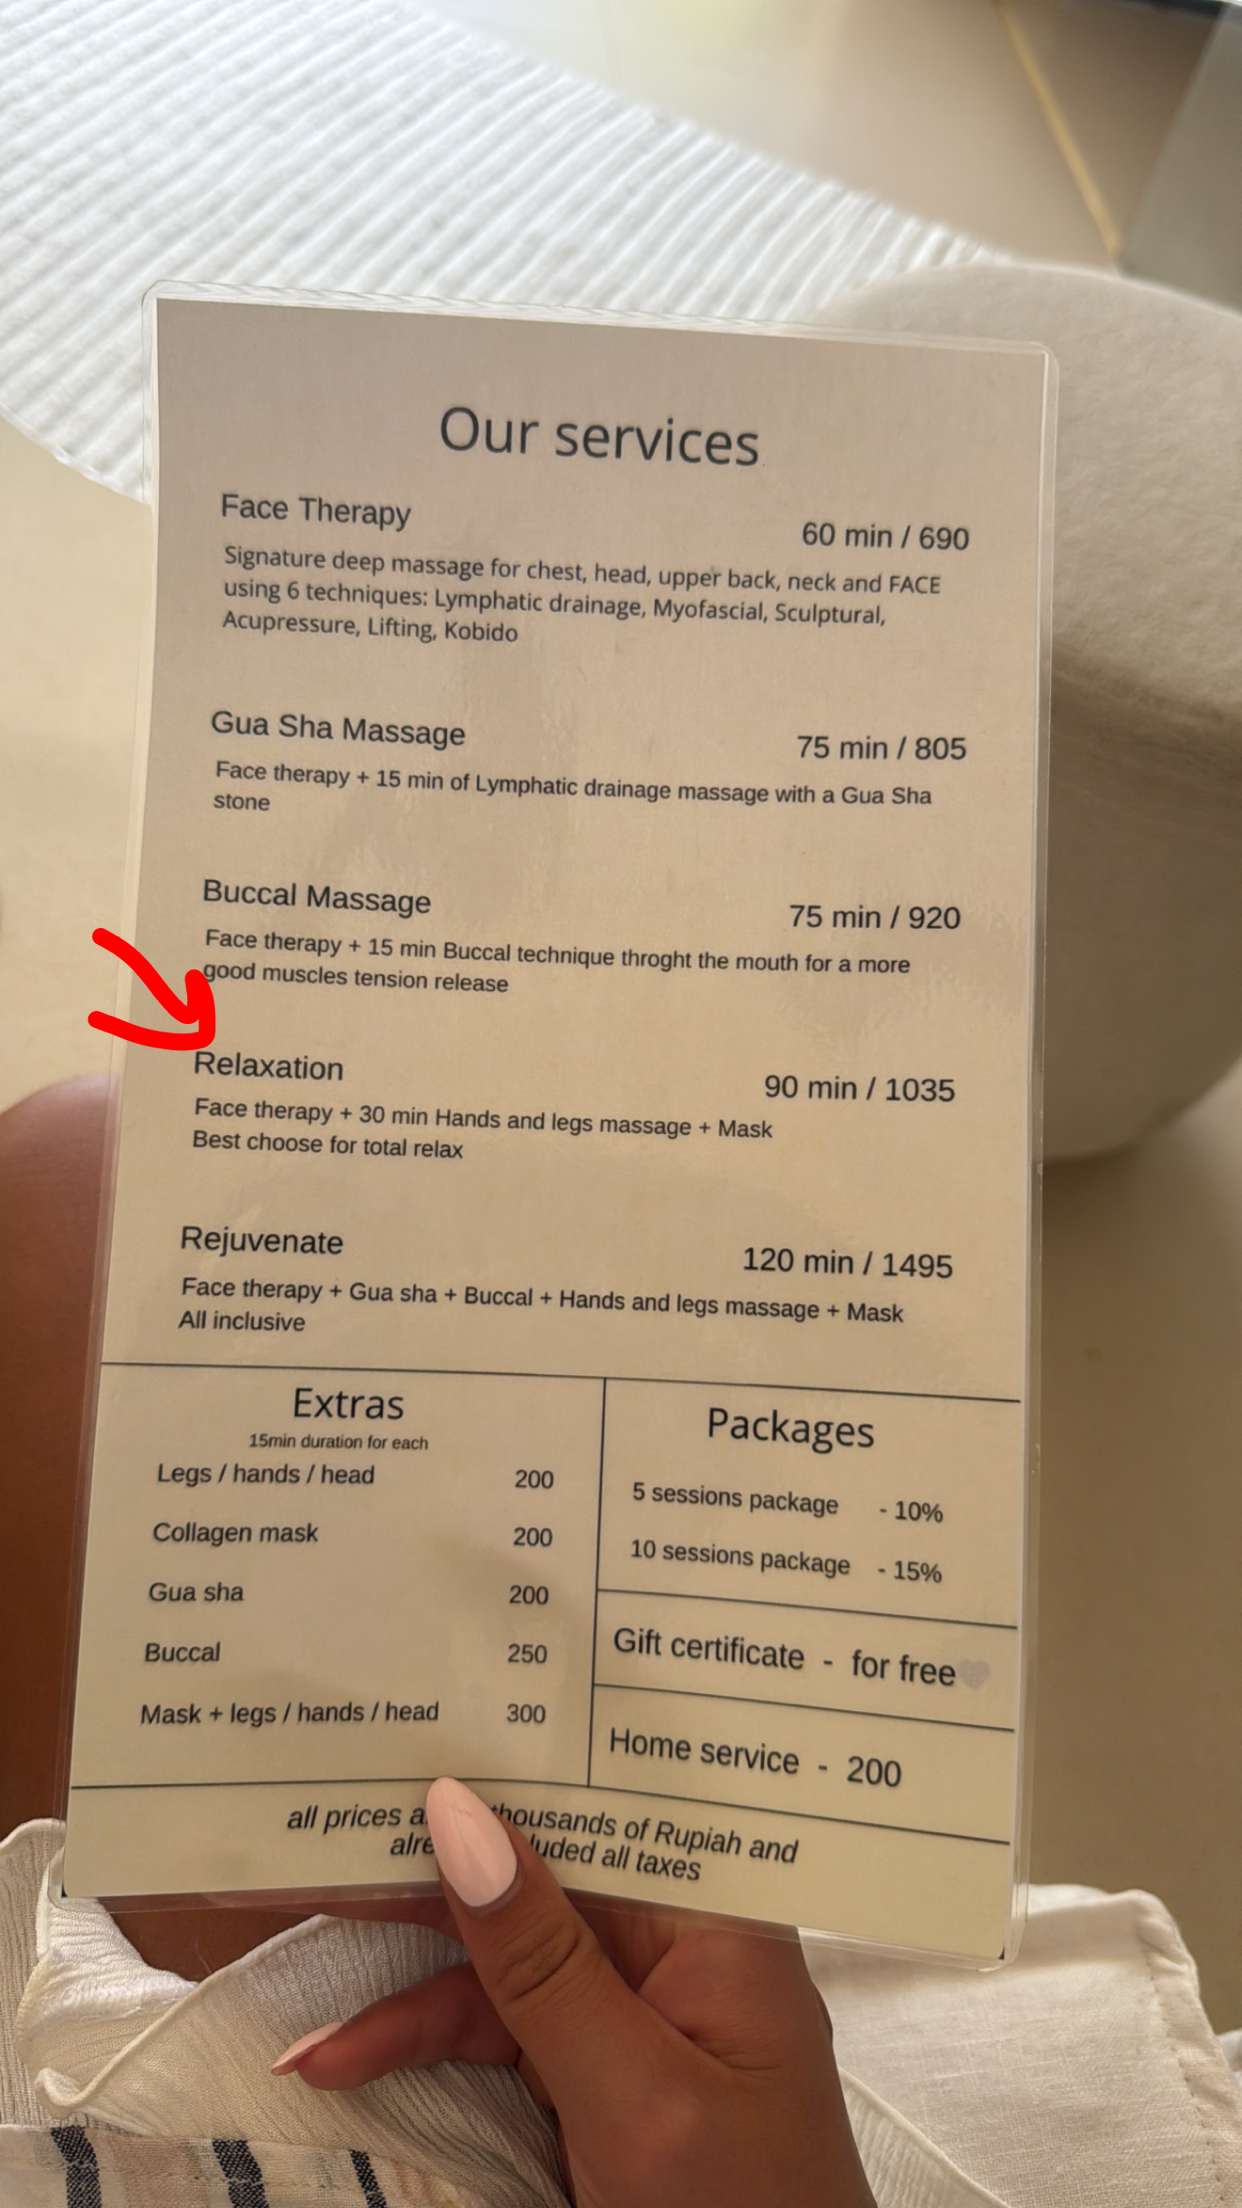 Our services
Face Therapy
60 min / 690
Signature deep massage for chest, head, upper back, neck and FACE
using 6 techniques: Lymphatic drainage, Myofascial, Sculptural,
Acupressure, Lifting, Kobido
Gua Sha Massage
75 min / 805
Face therapy + 15 min of Lymphatic drainage massage with a Gua Sha
stone
Buccal Massage
75 min / 920
Face therapy + 15 min Buccal technique throght the mouth for a more
good muscles tension release
Relaxation
90 min / 1035
Face therapy + 30 min Hands and legs massage + Mask
Best choose for total relax
Rejuvenate
120 min / 1495
Face therapy + Gua sha + Buccal + Hands and legs massage + Mask
All inclusive
Extras
15min duration for each
Legs / hands / head 200
Collagen mask 200
Gua sha 200
Buccal 250
Mask + legs / hands / head 300
Packages
5 sessions package - 10%
10 sessions package - 15%
Gift certificate - for free
Home service - 200
all prices thousands of Rupiah and
all taxes